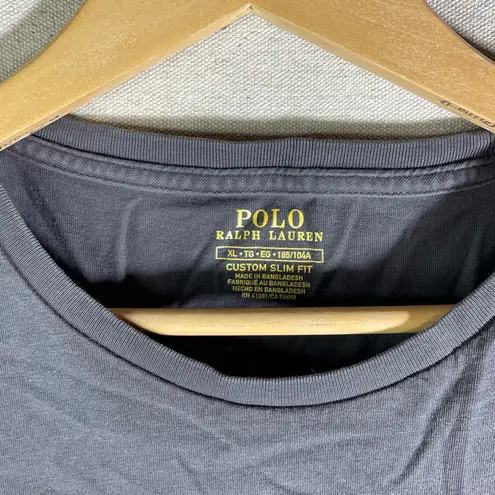 POLO
RALPH LAUREN
XL • TG • EG • 185/104A
CUSTOM SLIM FIT
MADE IN BANGLADESH
FABRIQUÉ AU BANGLADESH
HECHO EN BANGLADESH
RN 41381/CA 56658